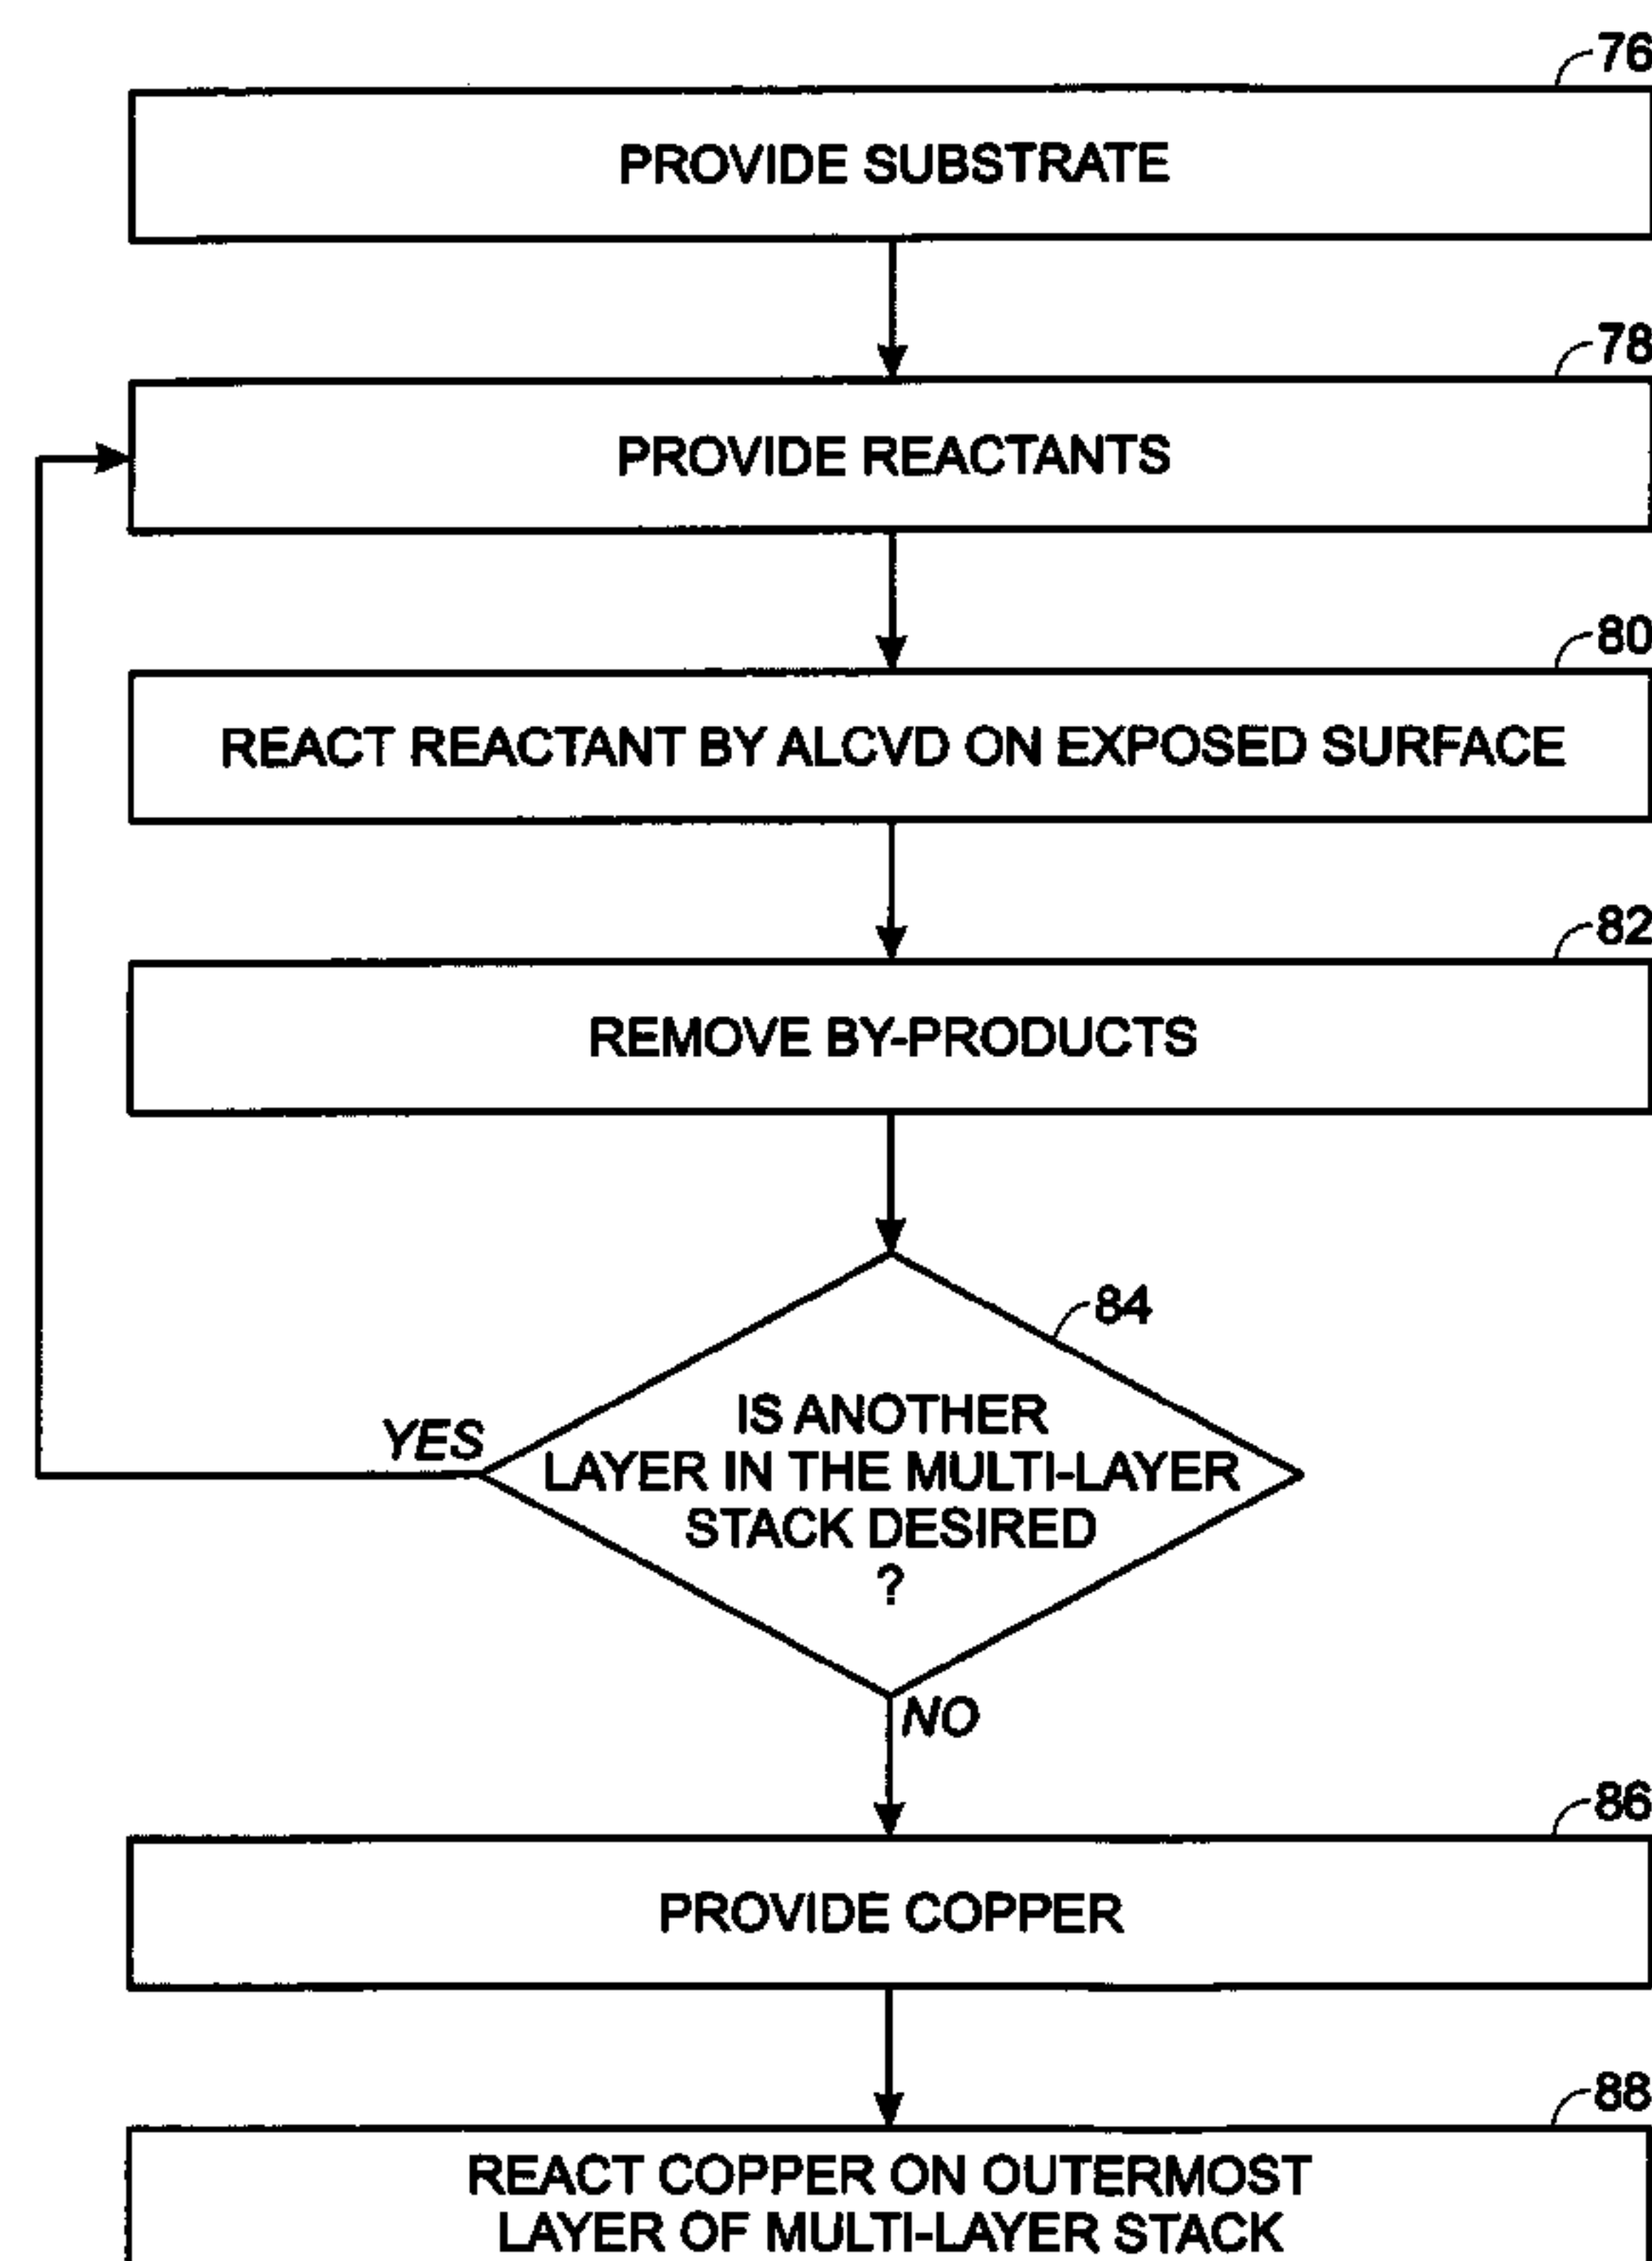 76
PROVIDE SUBSTRATE
78
PROVIDE REACTANTS
80
REACT REACTANT BY ALCVD ON EXPOSED SURFACE
82
REMOVE BY-PRODUCTS
84
IS ANOTHER
LAYER IN THE MULTI-LAYER
STACK DESIRED
?
YES
NO
86
PROVIDE COPPER
88
REACT COPPER ON OUTERMOST
LAYER OF MULTI-LAYER STACK